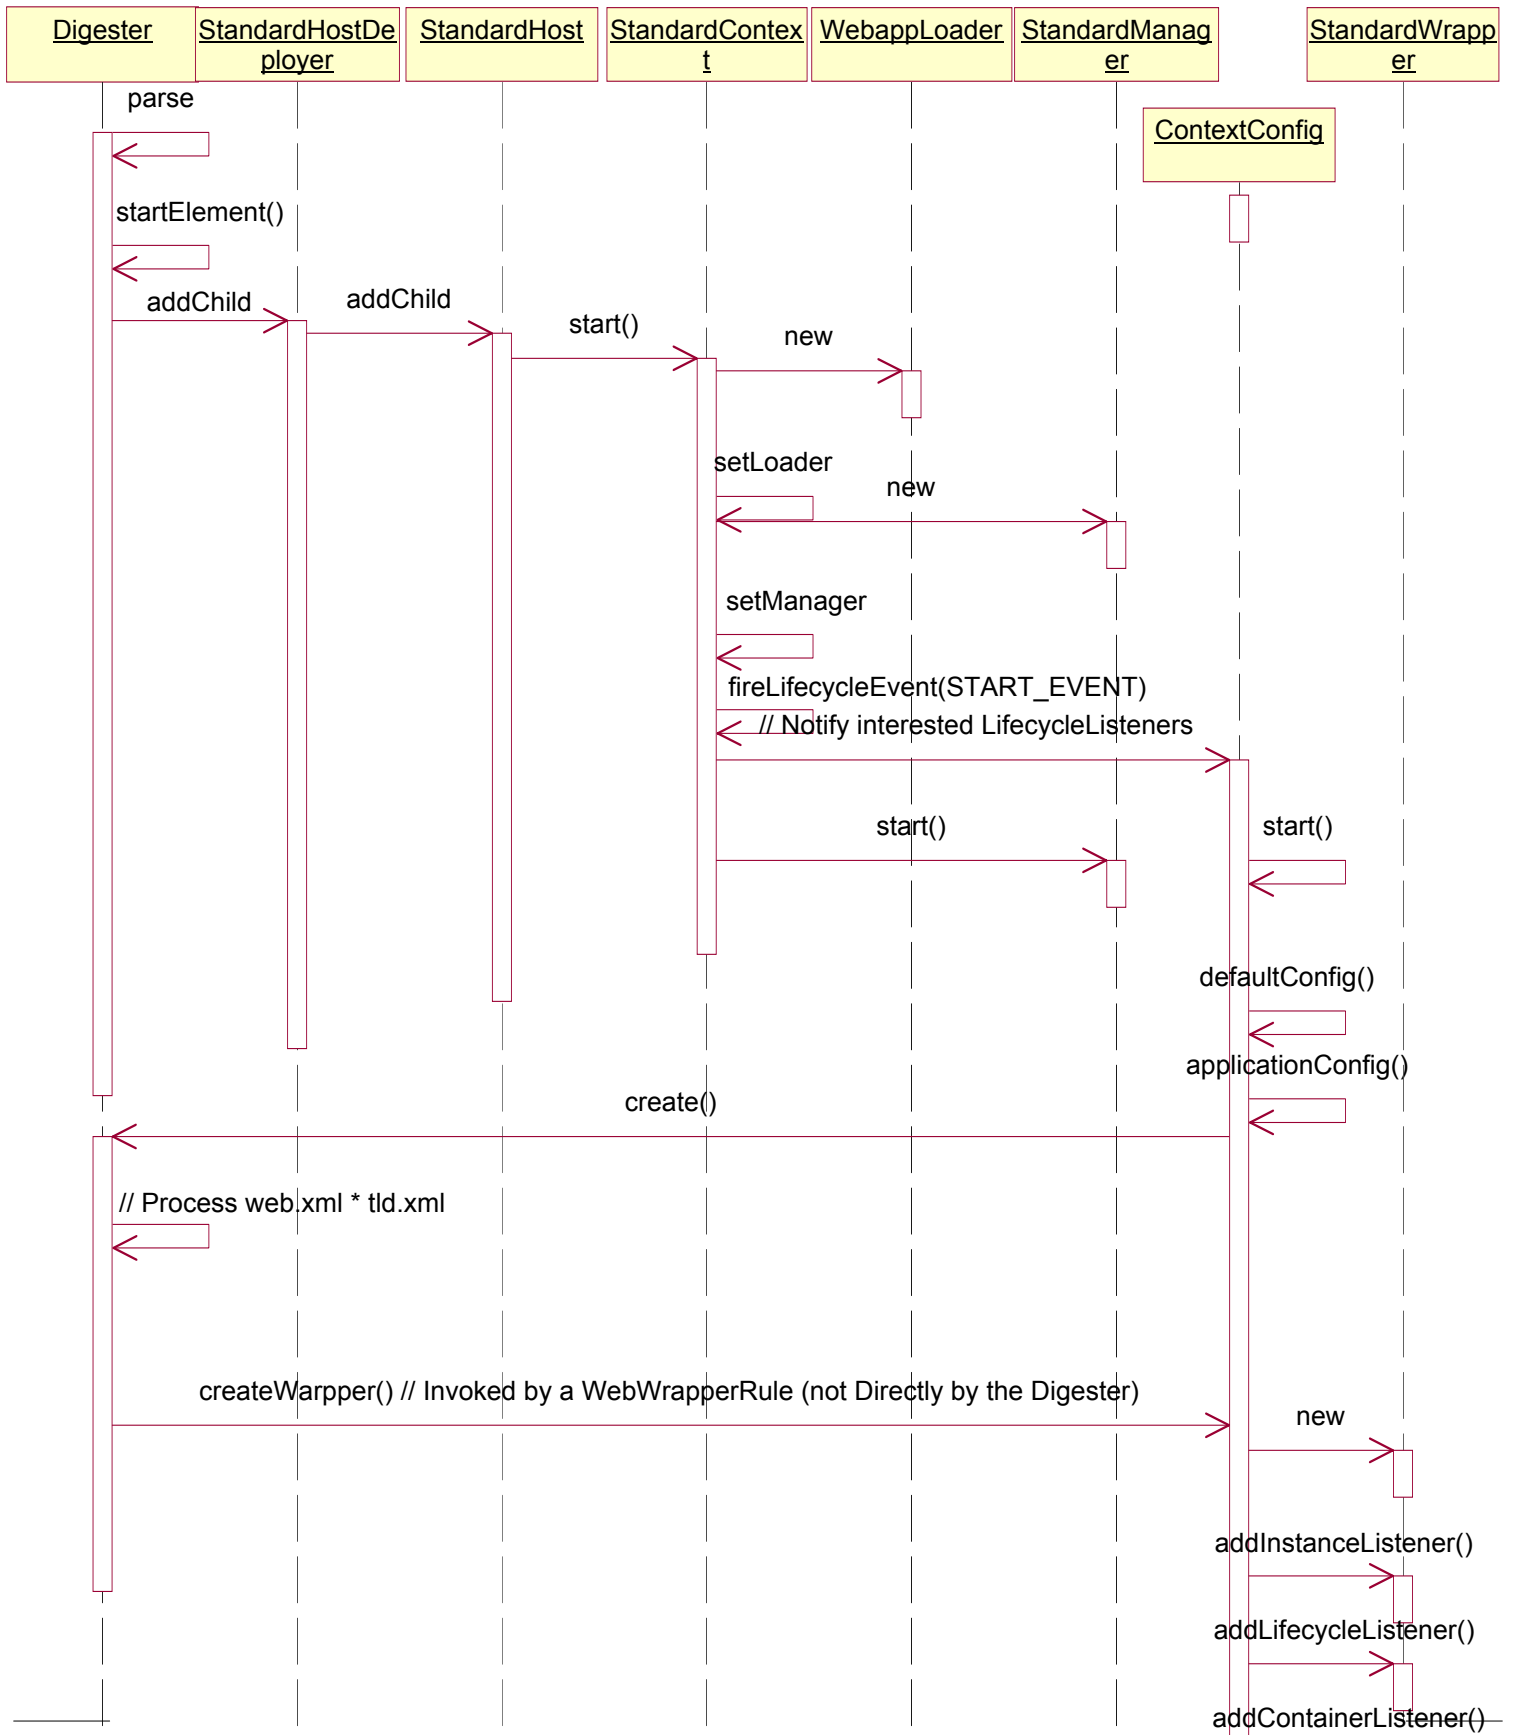 Digester
StandardHostDe
ployer
StandardHost
StandardContex
t
WebappLoader
StandardManag
er
StandardWrapp
er
parse
ContextConfig
startElement()
addChild
addChild
start()
new
setLoader
new
setManager
fireLifecycleEvent(START_EVENT)
// Notify interested LifecycleListeners
start()
start()
defaultConfig()
applicationConfig()
create()
// Process web.xml * tld.xml
createWarpper() // Invoked by a WebWrapperRule (not Directly by the Digester)
new
addInstanceListener()
addLifecycleListener()
addContainerListener()